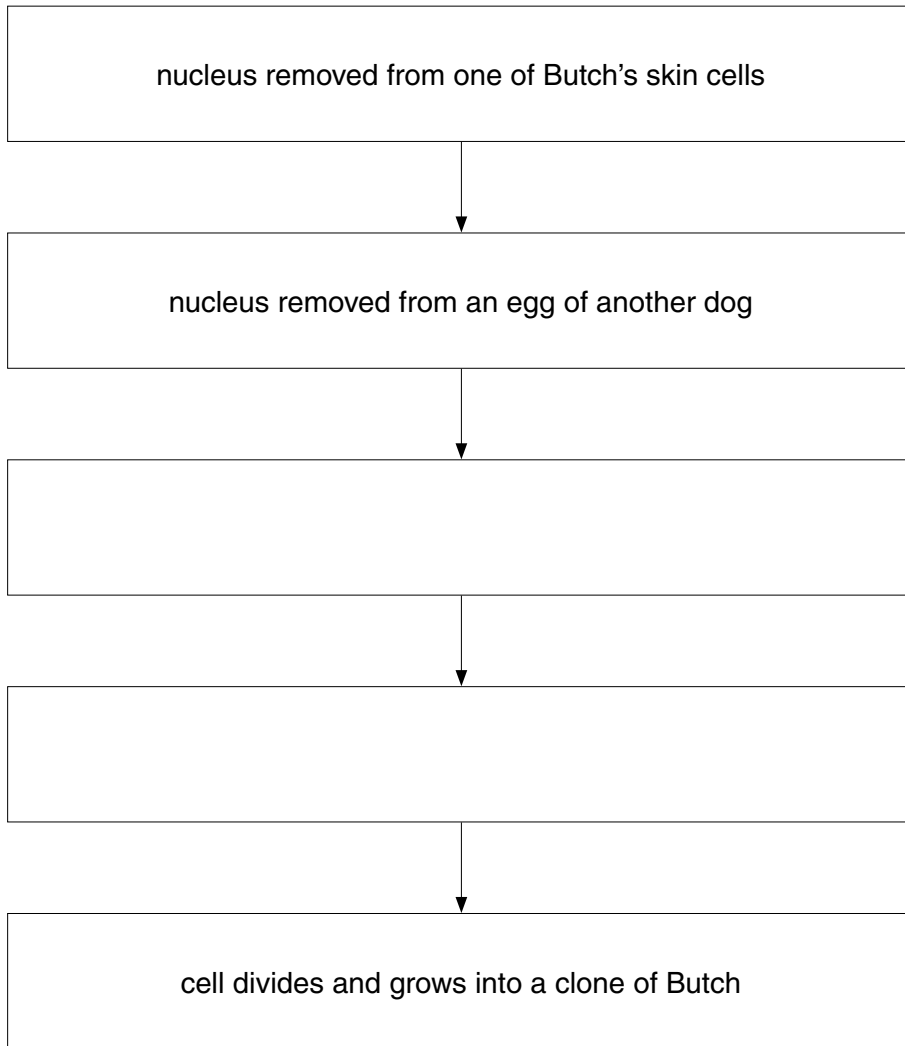 nucleus removed from one of Butch’s skin cells
nucleus removed from an egg of another dog
cell divides and grows into a clone of Butch